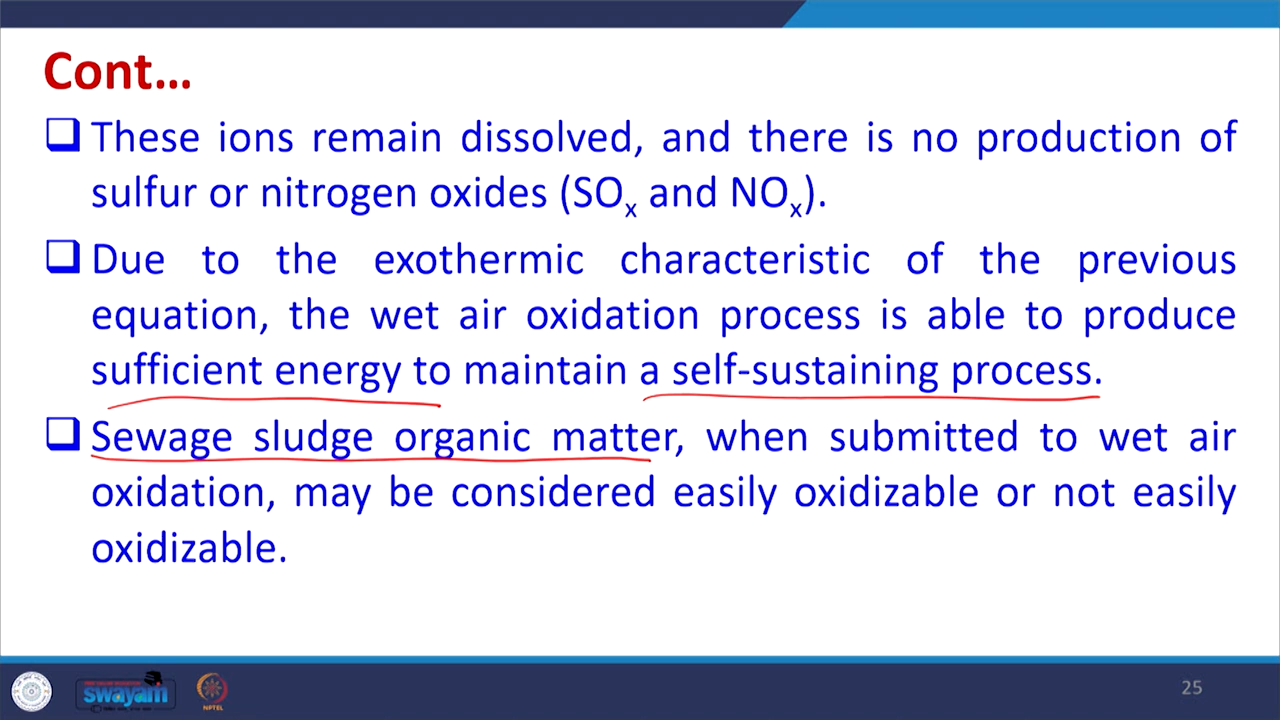 Cont...
❑ These ions remain dissolved, and there is no production of
sulfur or nitrogen oxides (SOx and NOx).
❑ Due to the exothermic characteristic of the previous
equation, the wet air oxidation process is able to produce
sufficient energy to maintain a self-sustaining process.
❑ Sewage sludge organic matter, when submitted to wet air
oxidation, may be considered easily oxidizable or not easily
oxidizable.
swayam
NPTEL
25